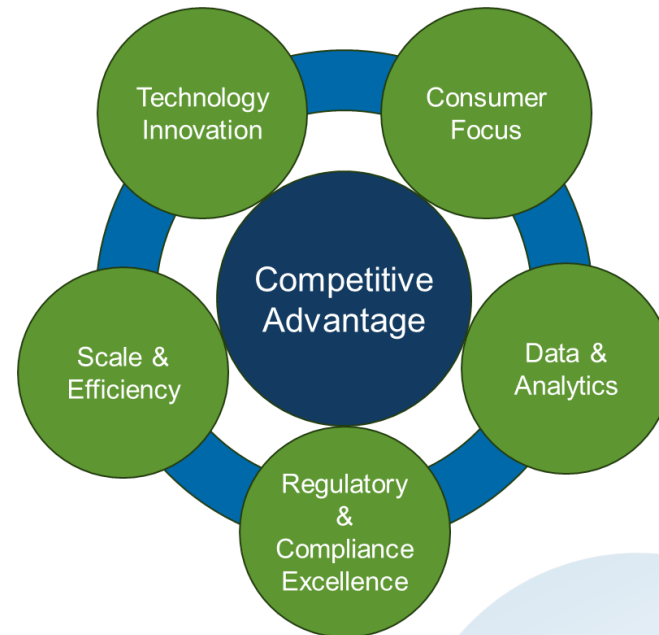 Technology
Innovation
Consumer
Focus
Competitive
Advantage
Scale &
Efficiency
Data &
Analytics
Regulatory
&
Compliance
Excellence